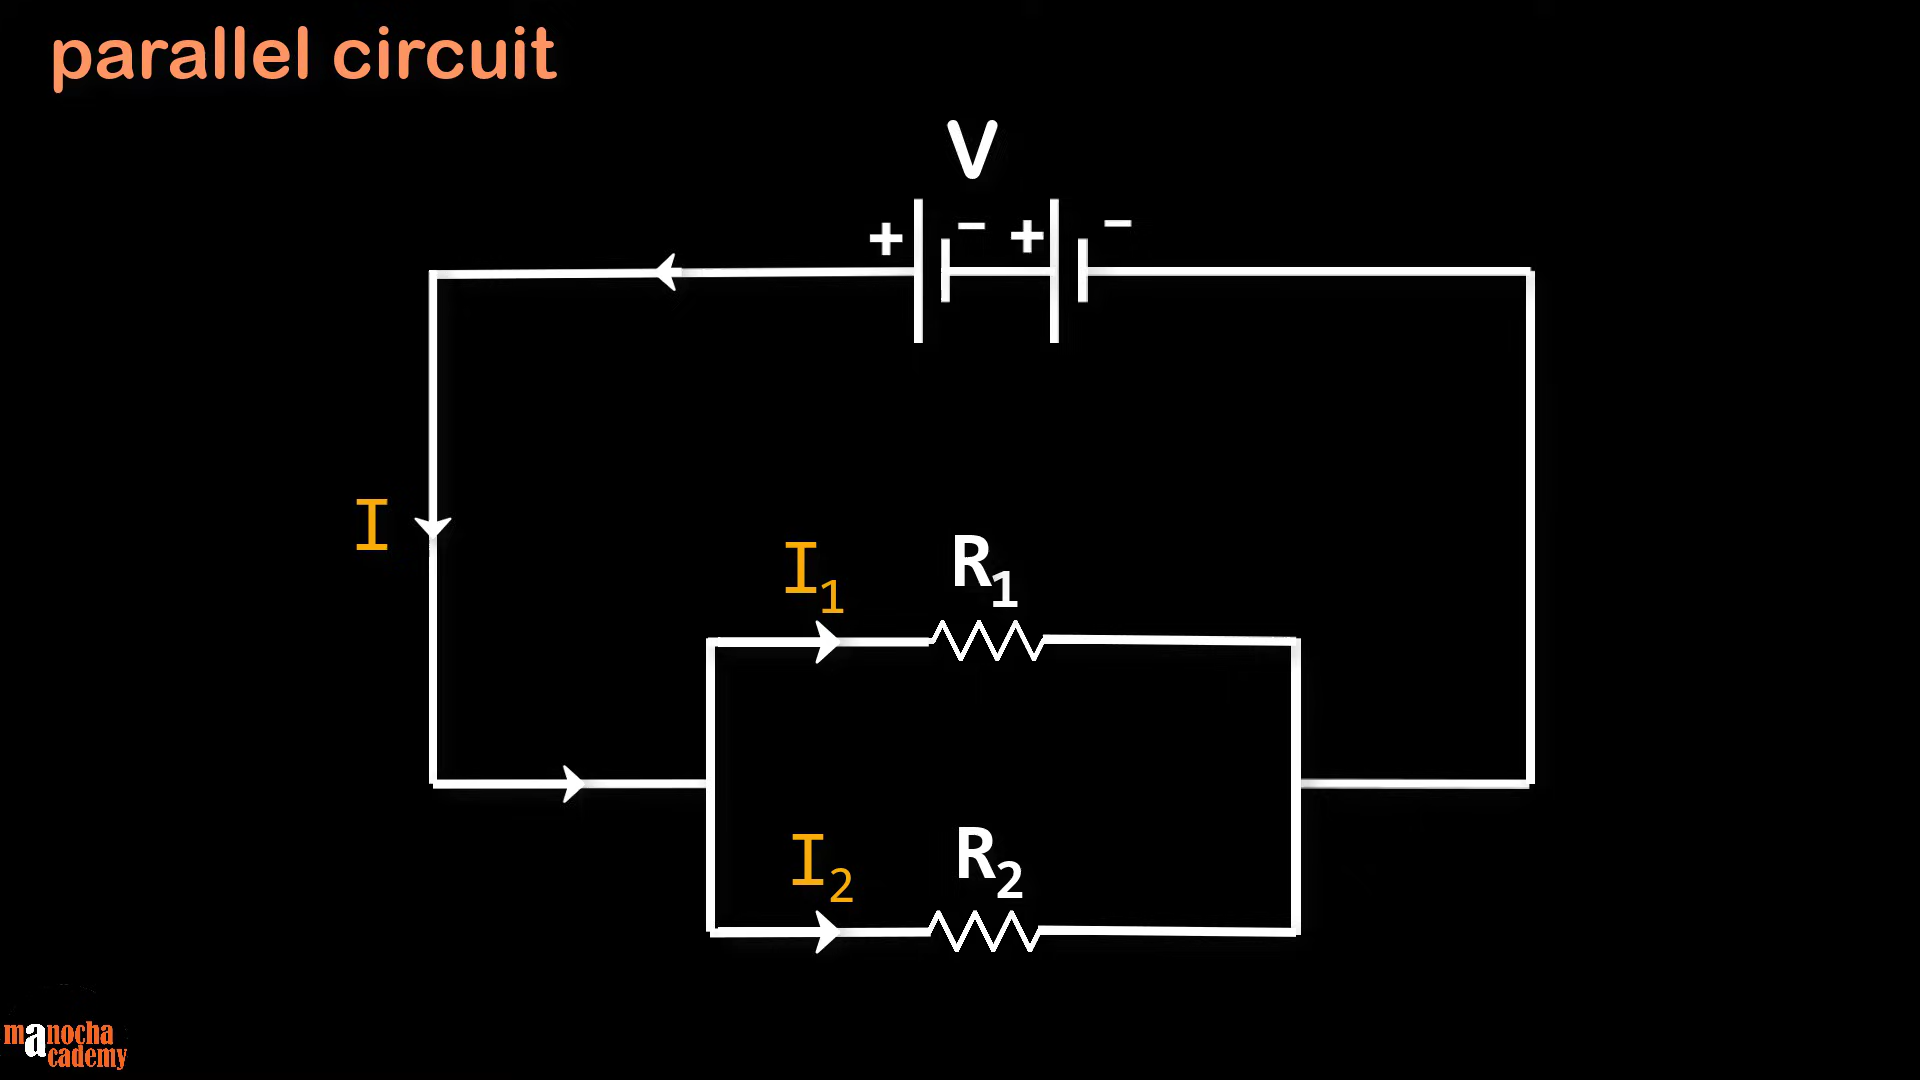 parallel circuit
V
+ − + −
I
I₁ R₁
I₂ R₂
manocha
academy